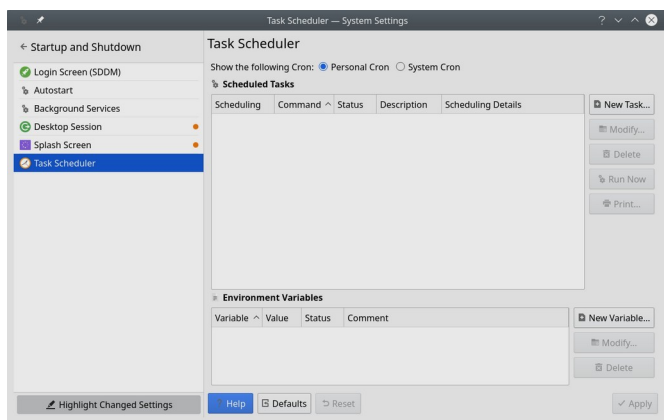 Task Scheduler — System Settings
Startup and Shutdown
Login Screen (SDDM)
Autostart
Background Services
Desktop Session
Splash Screen
Task Scheduler
Highlight Changed Settings
Task Scheduler
Show the following Cron: Personal Cron System Cron
Scheduled Tasks
Scheduling Command Status Description Scheduling Details
New Task...
Modify...
Delete
Run Now
Print...
Environment Variables
Variable Value Status Comment
New Variable...
Modify...
Delete
Help Defaults Reset Apply